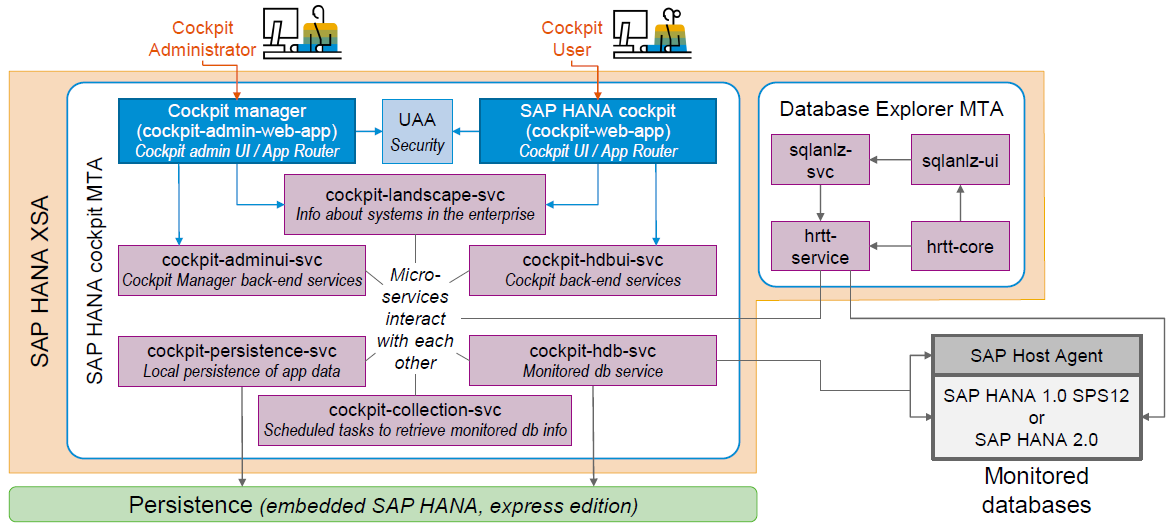 Cockpit
Administrator
Cockpit
User
SAP HANA XSA
SAP HANA cockpit MTA
Cockpit manager
(cockpit-admin-web-app)
Cockpit admin UI / App Router
UAA
Security
SAP HANA cockpit
(cockpit-web-app)
Cockpit UI / App Router
cockpit-landscape-svc
Info about systems in the enterprise
cockpit-adminui-svc
Cockpit Manager back-end services
cockpit-hdbui-svc
Cockpit back-end services
Micro-
services
interact
with each
other
cockpit-persistence-svc
Local persistence of app data
cockpit-hdb-svc
Monitored db service
cockpit-collection-svc
Scheduled tasks to retrieve monitored db info
Database Explorer MTA
sqlanlz-
svc
sqlanlz-ui
hrtt-
service
hrtt-core
SAP Host Agent
SAP HANA 1.0 SPS12
or
SAP HANA 2.0
Monitored
databases
Persistence (embedded SAP HANA, express edition)